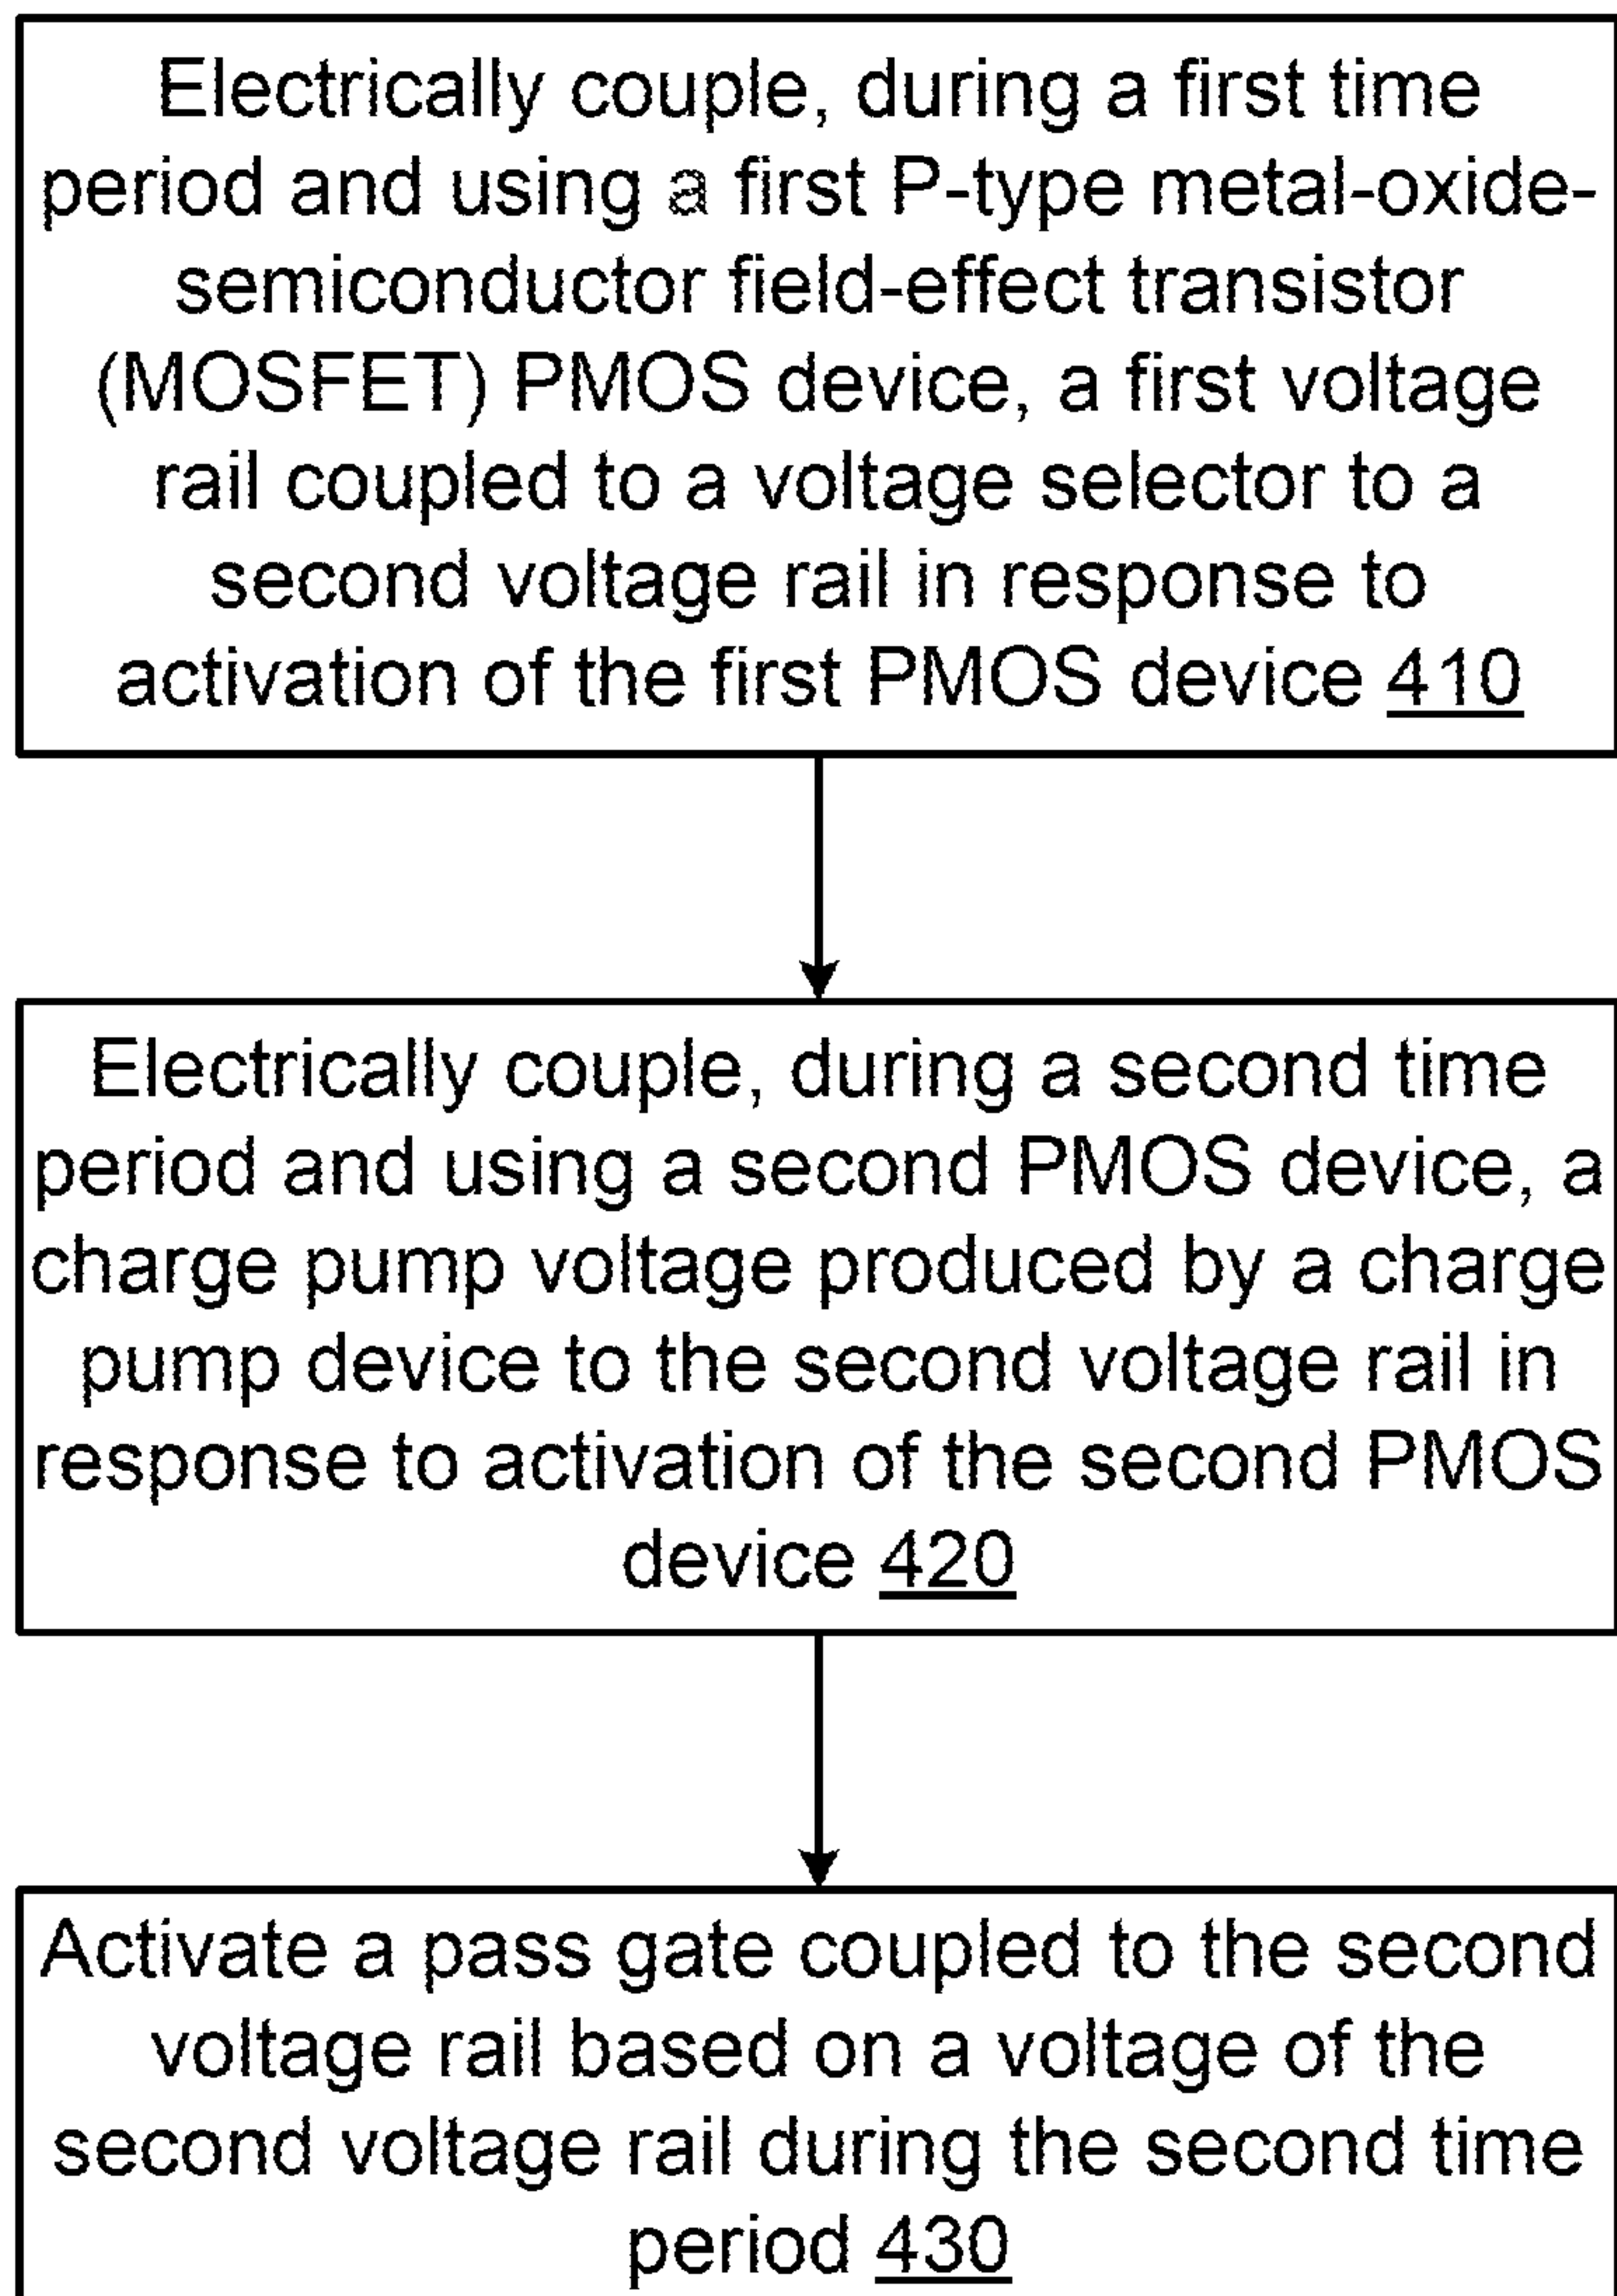 Electrically couple, during a first time
period and using a first P-type metal-oxide-
semiconductor field-effect transistor
(MOSFET) PMOS device, a first voltage
rail coupled to a voltage selector to a
second voltage rail in response to
activation of the first PMOS device 410
Electrically couple, during a second time
period and using a second PMOS device, a
charge pump voltage produced by a charge
pump device to the second voltage rail in
response to activation of the second PMOS
device 420
Activate a pass gate coupled to the second
voltage rail based on a voltage of the
second voltage rail during the second time
period 430